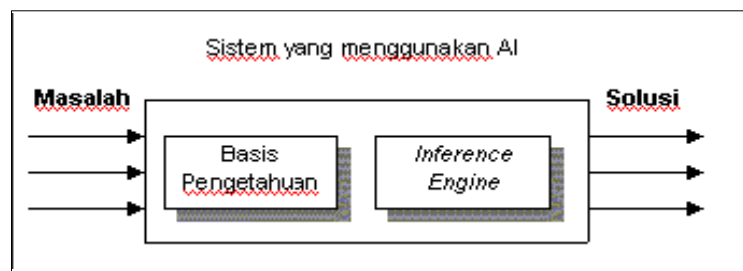 Sistem yang menggunakan AI
Masalah
Solusi
Basis
Pengetahuan
Inference
Engine